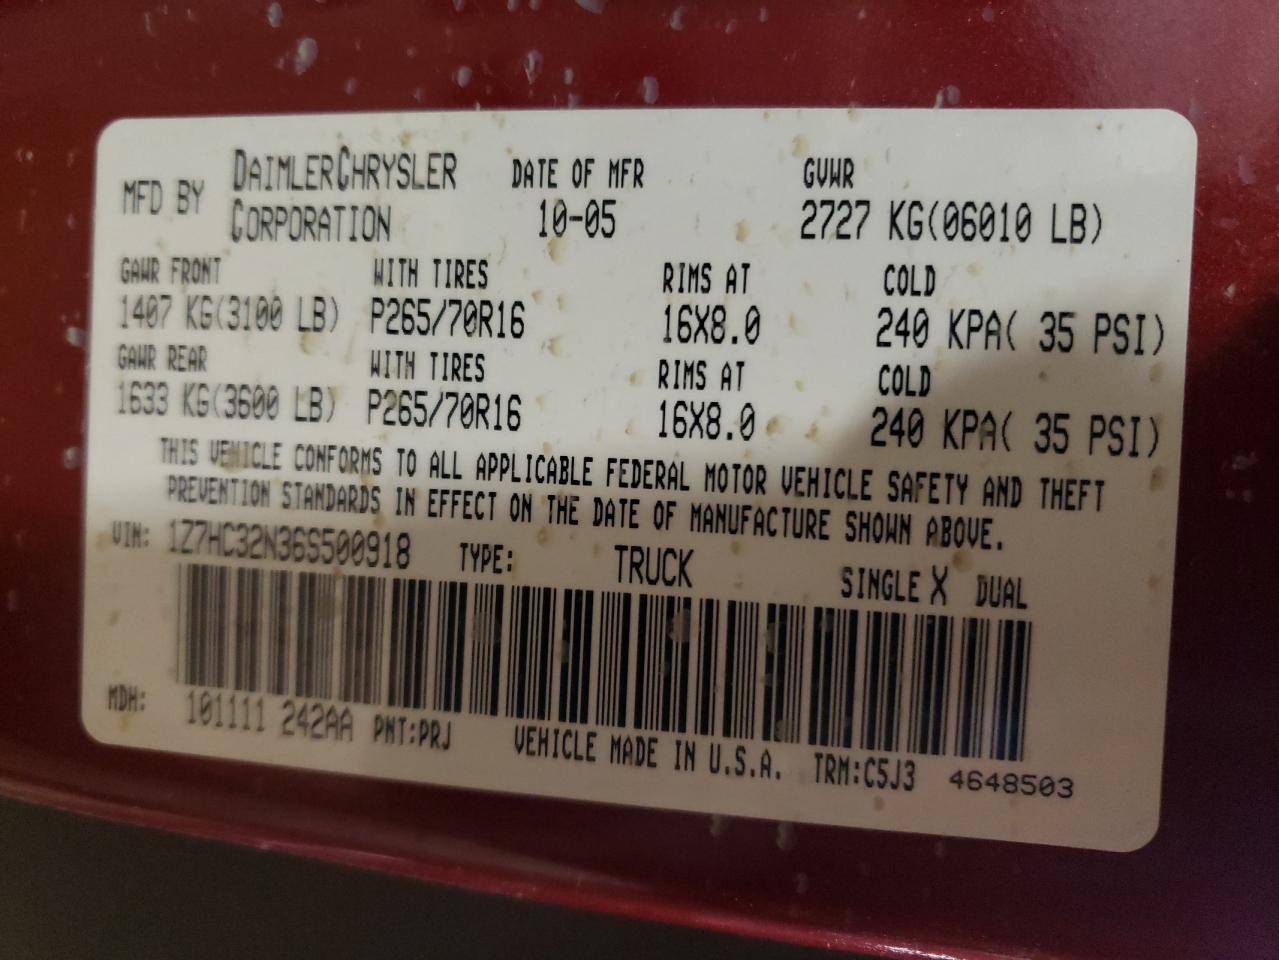 MFD BY DAIMLERCHRYSLER CORPORATION DATE OF MFR 10-05 GVWR 2727 KG(06010 LB)
GAWR FRONT WITH TIRES RIMS AT COLD
1407 KG(3100 LB) P265/70R16 16X8.0 240 KPA( 35 PSI)
GAWR REAR WITH TIRES RIMS AT COLD
1633 KG(3600 LB) P265/70R16 16X8.0 240 KPA( 35 PSI)
THIS VEHICLE CONFORMS TO ALL APPLICABLE FEDERAL MOTOR VEHICLE SAFETY AND THEFT
PREVENTION STANDARDS IN EFFECT ON THE DATE OF MANUFACTURE SHOWN ABOVE.
VIN: 1Z7HC32N36S500918 TYPE: TRUCK SINGLE X DUAL
MDH: 101111 242AA PNT:PRJ VEHICLE MADE IN U.S.A. TRM:C5J3 4648503